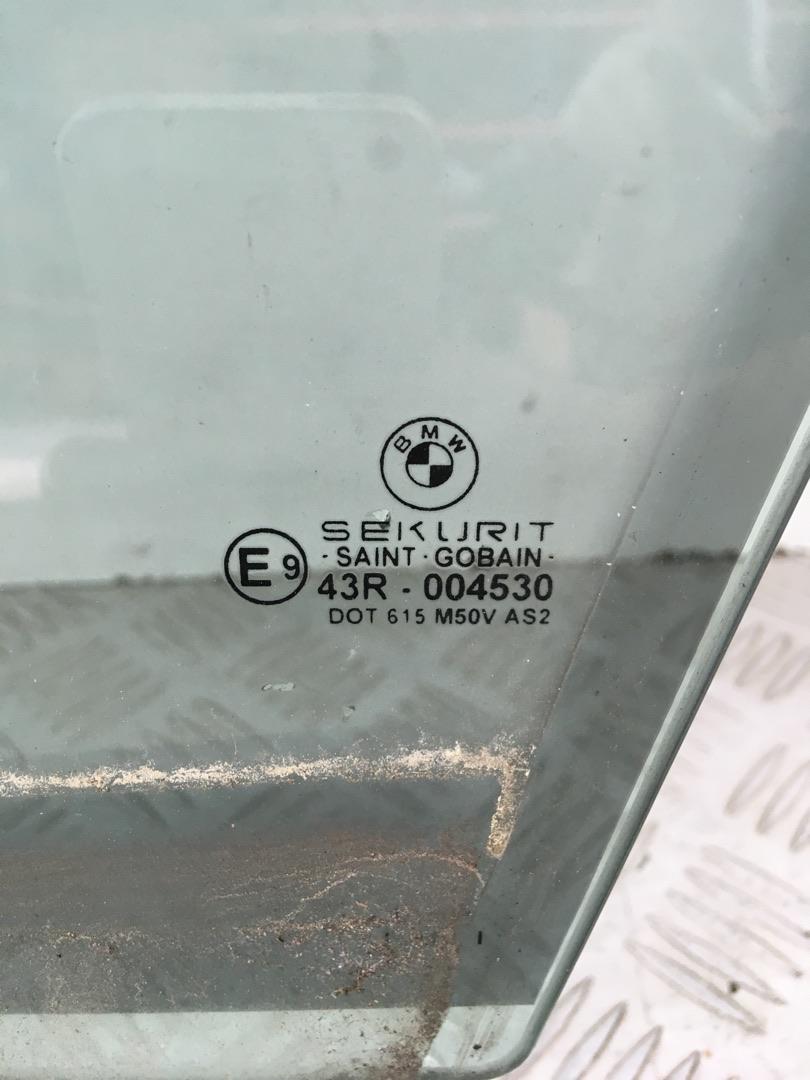 BMW
SEKURIT
- SAINT - GOBAIN -
E9 43R - 004530
DOT 615 M50V AS2